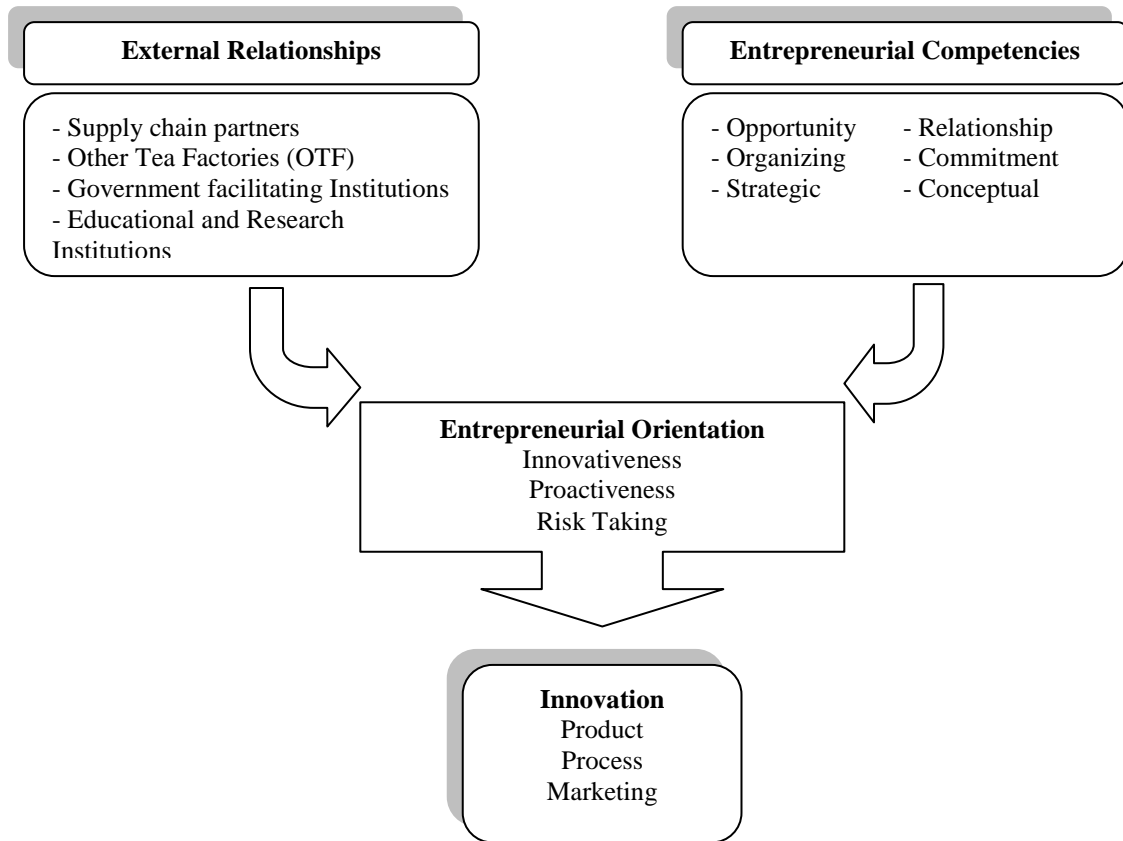 External Relationships
- Supply chain partners
- Other Tea Factories (OTF)
- Government facilitating Institutions
- Educational and Research
Institutions
Entrepreneurial Competencies
- Opportunity - Relationship
- Organizing - Commitment
- Strategic - Conceptual
Entrepreneurial Orientation
Innovativeness
Proactiveness
Risk Taking
Innovation
Product
Process
Marketing